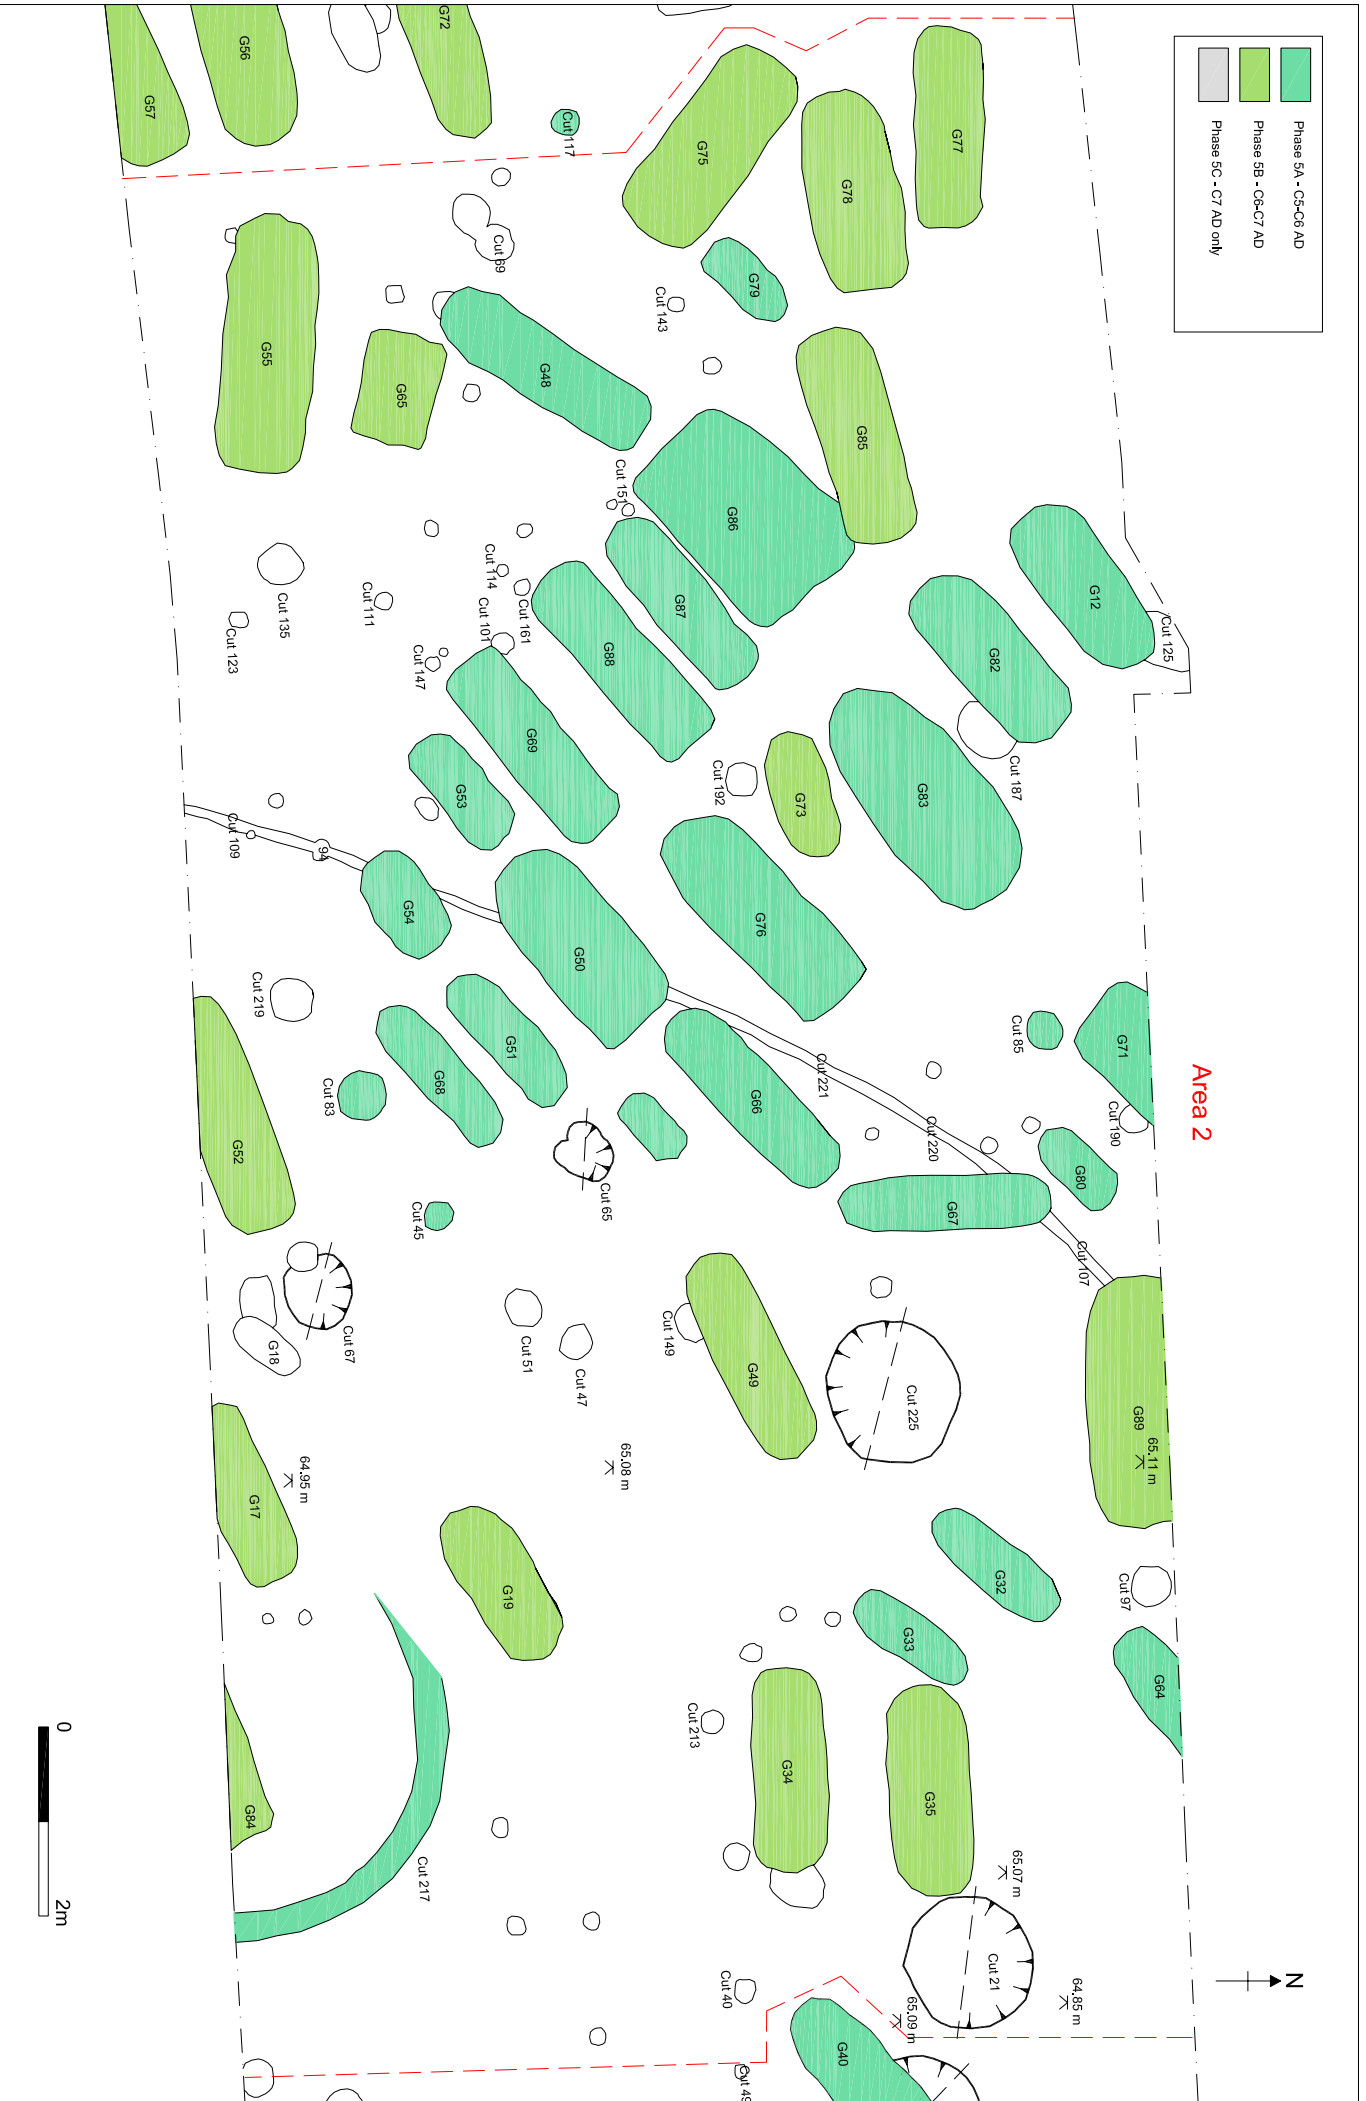 Phase 5A - C5-C6 AD
Phase 5B - C6-C7 AD
Phase 5C - C7 AD only
Area 2
N
G57
G56
G72
Cut 117
G75
G78
G77
Cut 69
G79
Cut 143
G55
G65
G48
G85
Cut 151
G86
G12
Cut 125
Cut 135
Cut 123
Cut 111
Cut 114
Cut 161
Cut 101
Cut 147
G87
G88
G82
G69
G53
Cut 192
G73
G83
Cut 187
Cut 109
94
G54
G50
G76
Cut 219
G51
G68
Cut 83
G66
Cut 221
Cut 85
G71
Cut 190
Cut 220
G80
G52
Cut 45
Cut 65
G67
Cut 107
G18
Cut 67
Cut 51
Cut 47
Cut 149
G49
Cut 225
G89
65.11 m
65.08 m
64.95 m
G17
G19
G32
G33
Cut 97
G64
G84
Cut 217
Cut 213
G34
G35
65.07 m
Cut 21
64.85 m
65.09 m
Cut 40
G40
Cut 49
0
2m